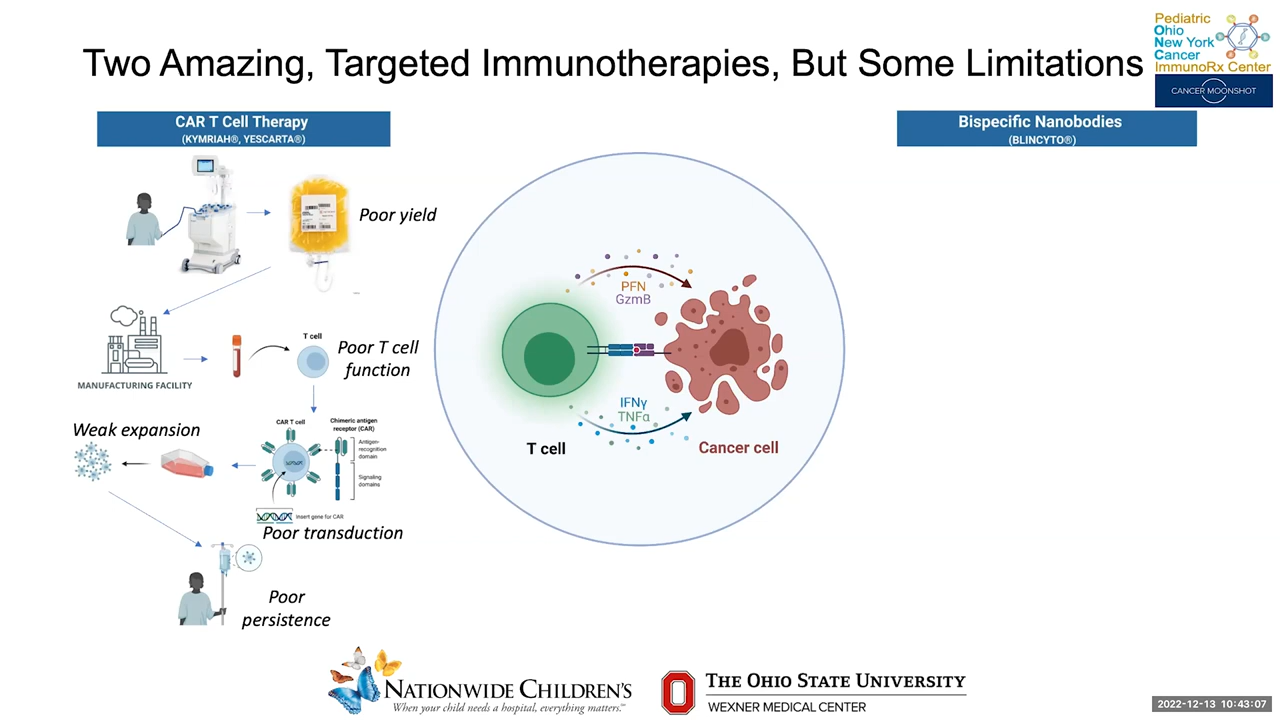 Two Amazing, Targeted Immunotherapies, But Some Limitations
Pediatric
Ohio
New York
Cancer
ImmunoRx Center
CANCER MOONSHOT
CAR T Cell Therapy
(KYMRIAH®, YESCARTA®)
Bispecific Nanobodies
(BLINCYTO®)
Poor yield
MANUFACTURING FACILITY
T cell
Poor T cell
function
Weak expansion
CAR T cell
Chimeric antigen
receptor (CAR)
Antigen-
recognition
domain
Signaling
domains
Insert gene for CAR
Poor transduction
Poor
persistence
PFN
GzmB
IFNγ
TNFα
T cell
Cancer cell
NATIONWIDE CHILDREN'S
When your child needs a hospital, everything matters.℠
THE OHIO STATE UNIVERSITY
WEXNER MEDICAL CENTER
2022-12-13 10:43:07